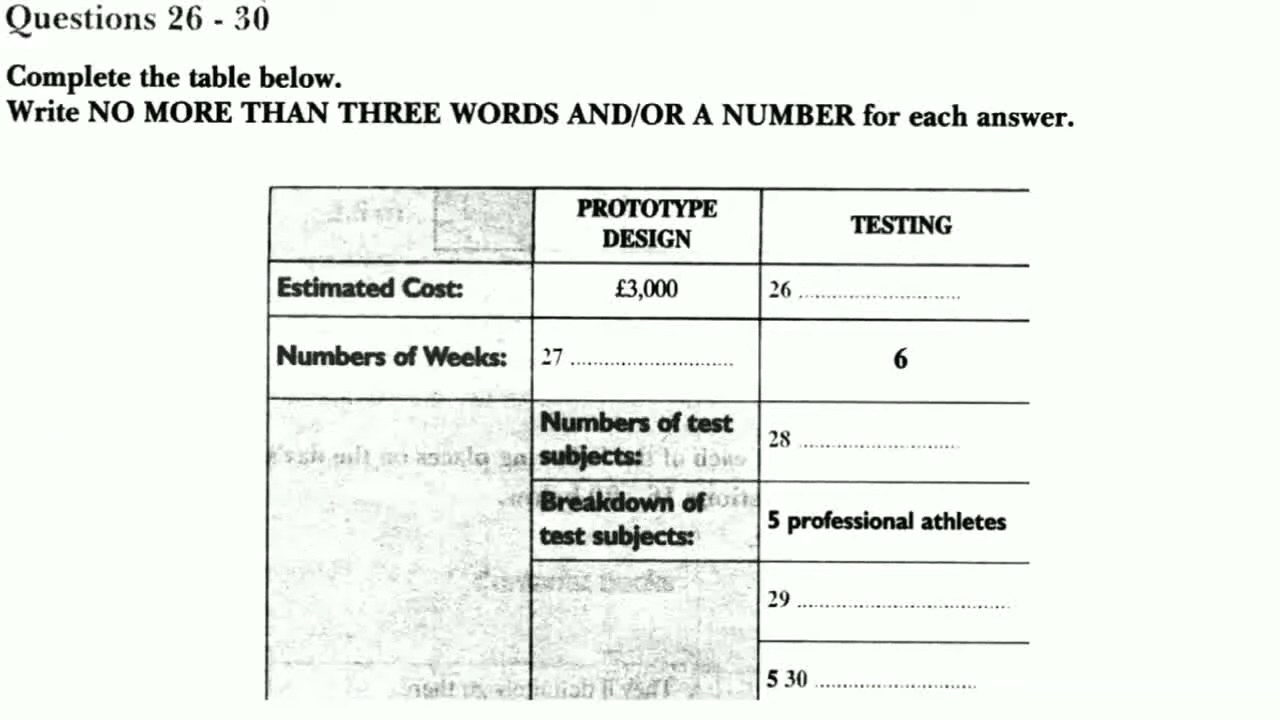 Questions 26 - 30
Complete the table below.
Write NO MORE THAN THREE WORDS AND/OR A NUMBER for each answer.
PROTOTYPE
DESIGN
TESTING
Estimated Cost:
£3,000
26 ..............................
Numbers of Weeks:
27 ..............................
6
Numbers of test
subjects:
28 ..............................
Breakdown of
test subjects:
5 professional athletes
29 ..............................
5 30 ..............................